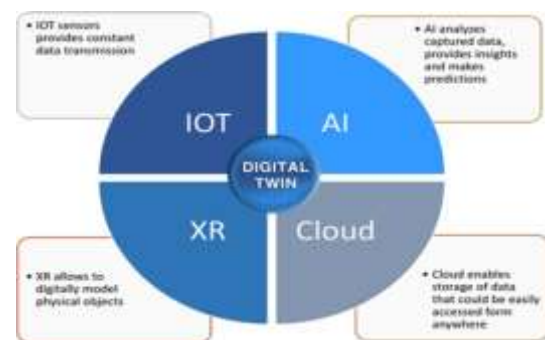 • IOT sensors
provides constant
data transmission
• AI analyzes
captured data,
provides insights
and makes
predictions
IOT
AI
DIGITAL
TWIN
XR
Cloud
• XR allows to
digitally model
physical objects
• Cloud enables
storage of data
that could be easily
accessed form
anywhere